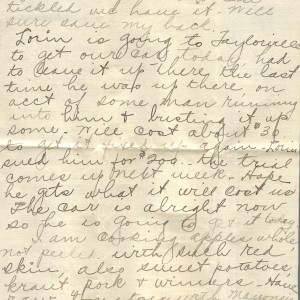 tickled we have it. Will
sure save my back.
Lorin is going to Taylorville
to get our car today had
to leave it up there the last
time he was up there on
acct of some man running
into him & busting it up
some. Will cost about $30
to get it fixed up again. Lorin
sued him for $200.. the trial
comes up next week. Hope
he gets what it will cost us
The car is alright now
so he is going to get it today
I am cooking apples whole
not peeled with such red
skin, also sweet potatoes,
kraut pork & winners. Have